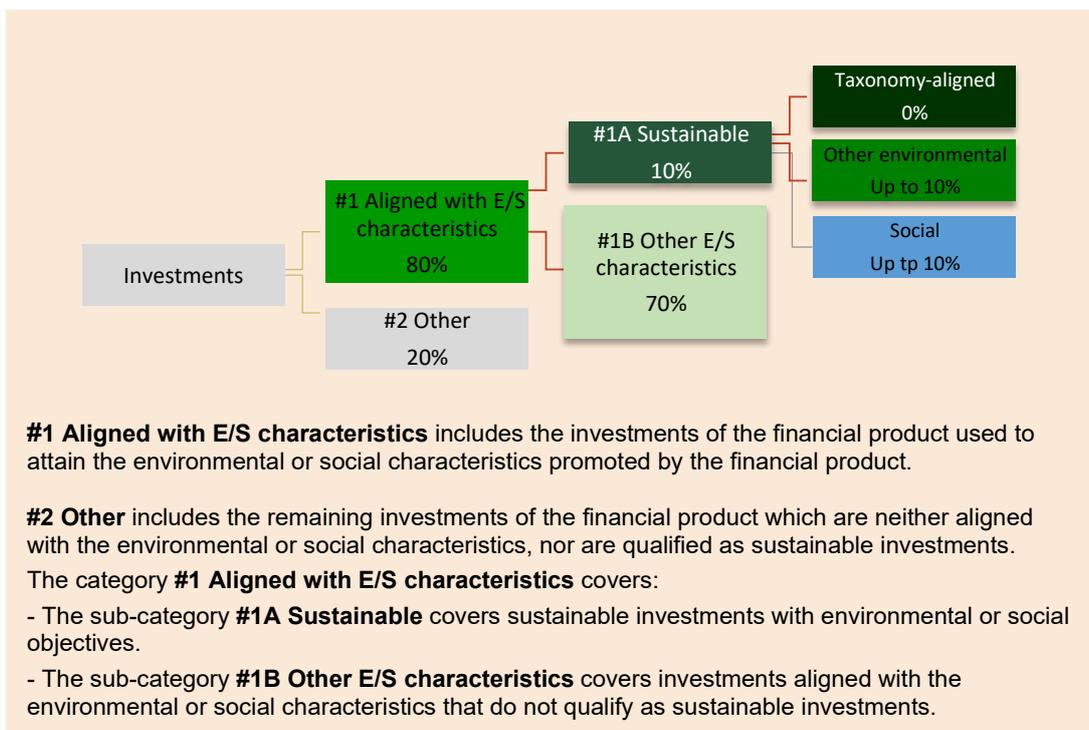 Investments
#1 Aligned with E/S
characteristics
80%
#2 Other
20%
#1A Sustainable
10%
#1B Other E/S
characteristics
70%
Taxonomy-aligned
0%
Other environmental
Up to 10%
Social
Up tp 10%
#1 Aligned with E/S characteristics includes the investments of the financial product used to
attain the environmental or social characteristics promoted by the financial product.
#2 Other includes the remaining investments of the financial product which are neither aligned
with the environmental or social characteristics, nor are qualified as sustainable investments.
The category #1 Aligned with E/S characteristics covers:
- The sub-category #1A Sustainable covers sustainable investments with environmental or social
objectives.
- The sub-category #1B Other E/S characteristics covers investments aligned with the
environmental or social characteristics that do not qualify as sustainable investments.